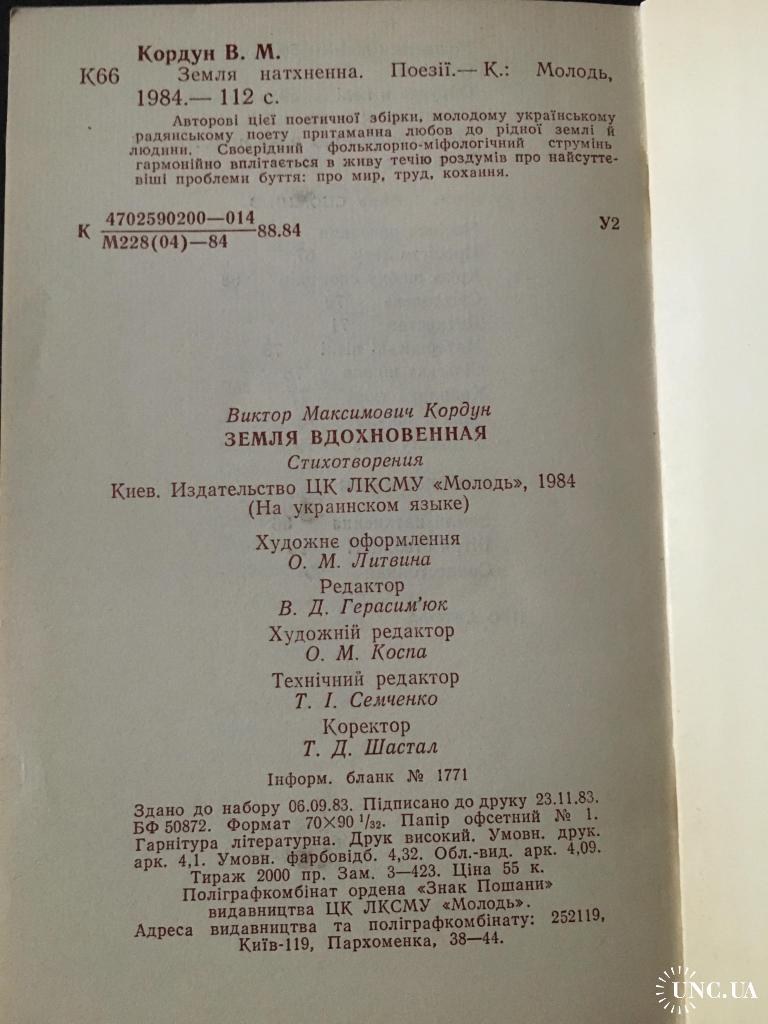 Кордун В. М.
К66 Земля натхненна. Поезії.— К.: Молодь,
1984.— 112 с.
Авторові цієї поетичної збірки, молодому українському
радянському поету притаманна любов до рідної землі й
людини. Своєрідний фольклорно-міфологічний струмінь
гармонійно вплітається в живу течію роздумів про найсутте-
віші проблеми буття: про мир, труд, кохання.
К 4702590200—014 88.84 У2
М228(04)—84
Виктор Максимович Кордун
ЗЕМЛЯ ВДОХНОВЕННАЯ
Стихотворения
Киев. Издательство ЦК ЛКСМУ «Молодь», 1984
(На украинском языке)
Художнє оформлення
О. М. Литвина
Редактор
В. Д. Герасим'юк
Художній редактор
О. М. Коспа
Технічний редактор
Т. І. Семченко
Коректор
Т. Д. Шастал
Інформ. бланк № 1771
Здано до набору 06.09.83. Підписано до друку 23.11.83.
БФ 50872. Формат 70×90 1/32. Папір офсетний № 1.
Гарнітура літературна. Друк високий. Умовн. друк.
арк. 4,1. Умовн. фарбовідб. 4,32. Обл.-вид. арк. 4,09.
Тираж 2000 пр. Зам. 3—423. Ціна 55 к.
Поліграфкомбінат ордена «Знак Пошани»
видавництва ЦК ЛКСМУ «Молодь».
Адреса видавництва та поліграфкомбінату: 252119,
Київ-119, Пархоменка, 38—44.
UNC.UA